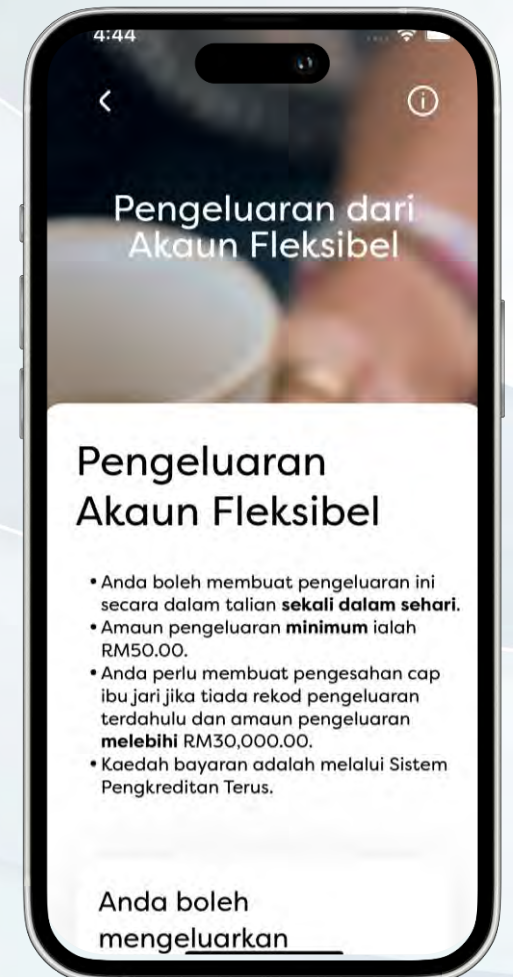 4:44
Pengeluaran dari
Akaun Fleksibel
Pengeluaran
Akaun Fleksibel
• Anda boleh membuat pengeluaran ini
secara dalam talian sekali dalam sehari.
• Amaun pengeluaran minimum ialah
RM50.00.
• Anda perlu membuat pengesahan cap
ibu jari jika tiada rekod pengeluaran
terdahulu dan amaun pengeluaran
melebihi RM30,000.00.
• Kaedah bayaran adalah melalui Sistem
Pengkreditan Terus.
Anda boleh
mengeluarkan